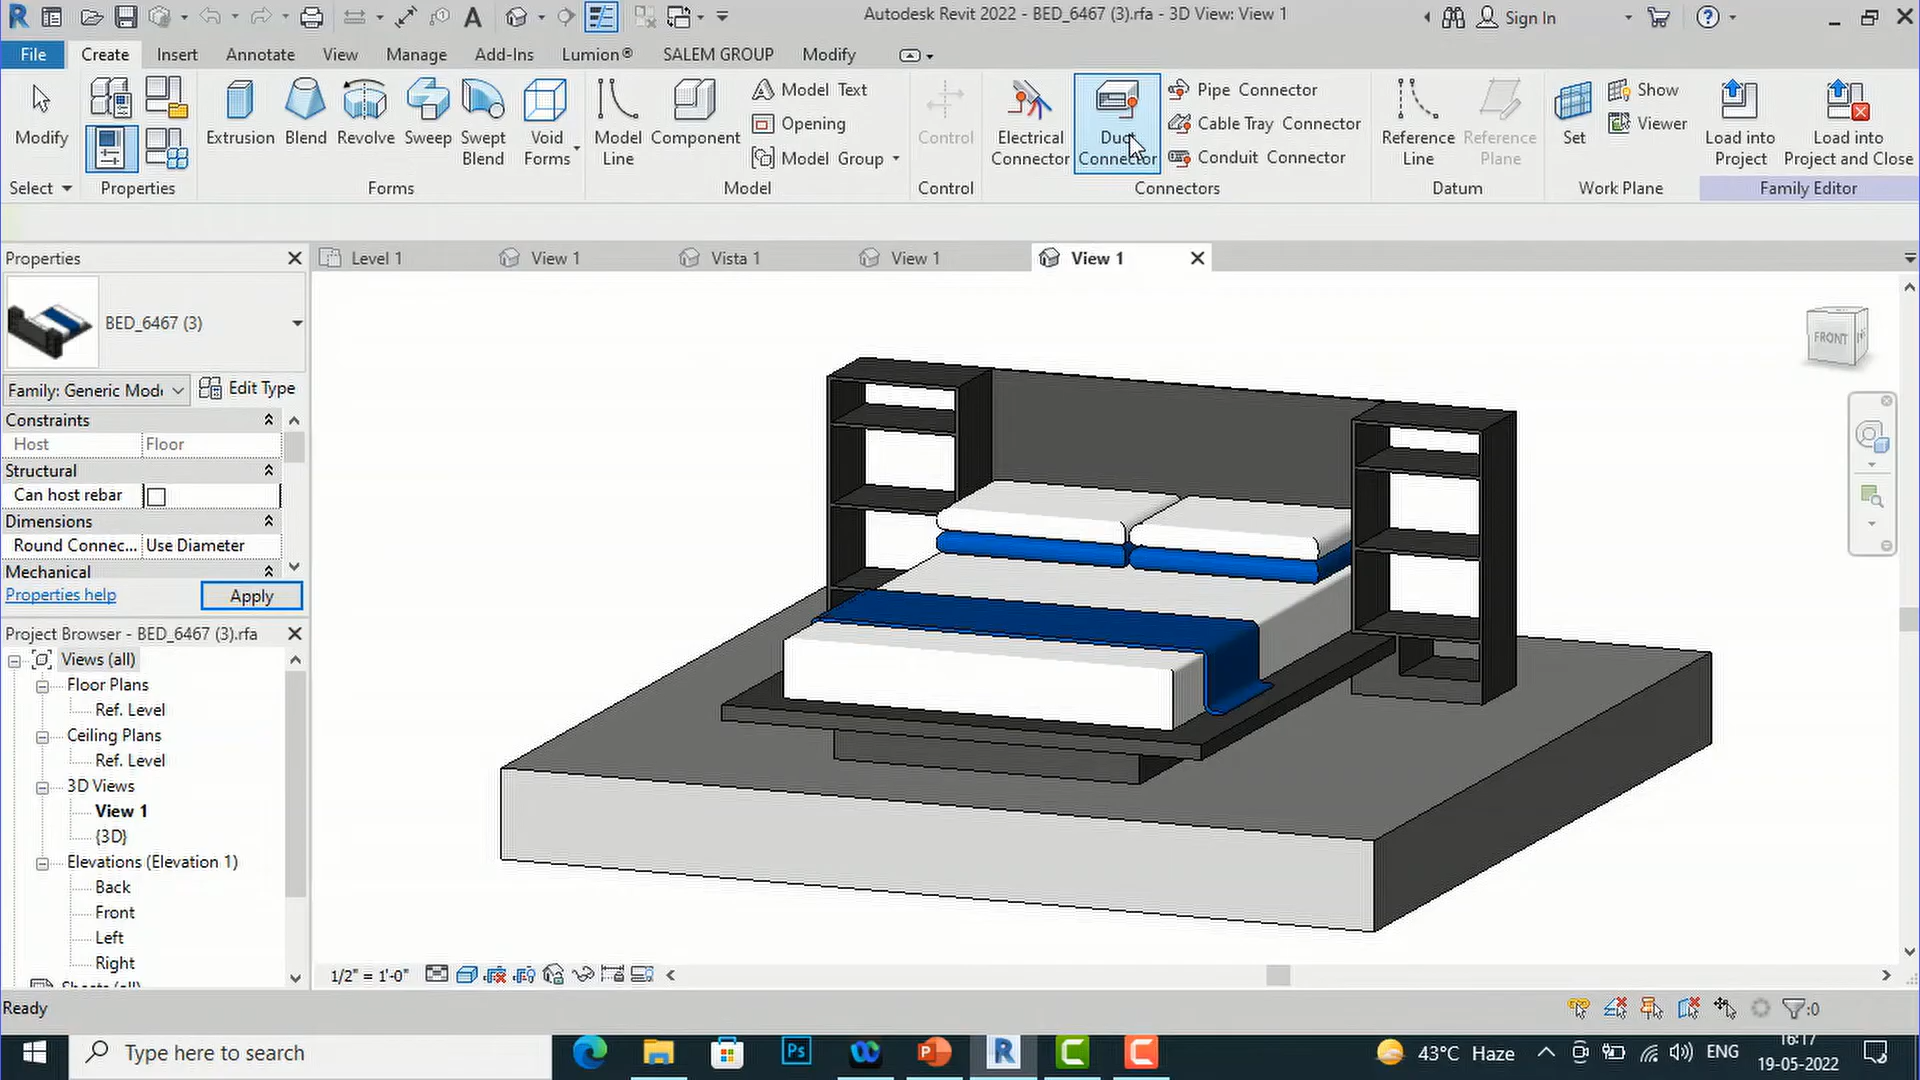 Autodesk Revit 2022 - BED_6467 (3).rfa - 3D View: View 1
Sign In
File Create Insert Annotate View Manage Add-Ins Lumion® SALEM GROUP Modify
Modify
Select
Properties
Extrusion
Blend
Revolve
Sweep
Swept
Blend
Void
Forms
Forms
Model
Line
Component
Model Text
Opening
Model Group
Model
Control
Control
Electrical
Connector
Duct
Connector
Pipe Connector
Cable Tray Connector
Conduit Connector
Connectors
Reference
Line
Reference
Plane
Datum
Set
Show
Viewer
Work Plane
Load into
Project
Load into
Project and Close
Family Editor
Properties
BED_6467 (3)
Family: Generic Mod
Edit Type
Constraints
Host Floor
Structural
Can host rebar
Dimensions
Round Connec... Use Diameter
Mechanical
Properties help
Apply
Project Browser - BED_6467 (3).rfa
Views (all)
Floor Plans
Ref. Level
Ceiling Plans
Ref. Level
3D Views
View 1
{3D}
Elevations (Elevation 1)
Back
Front
Left
Right
Level 1
View 1
Vista 1
View 1
View 1
FRONT
1/2" = 1'-0"
Ready
:0
Type here to search
Ps
43°C Haze
ENG
16:17
19-05-2022